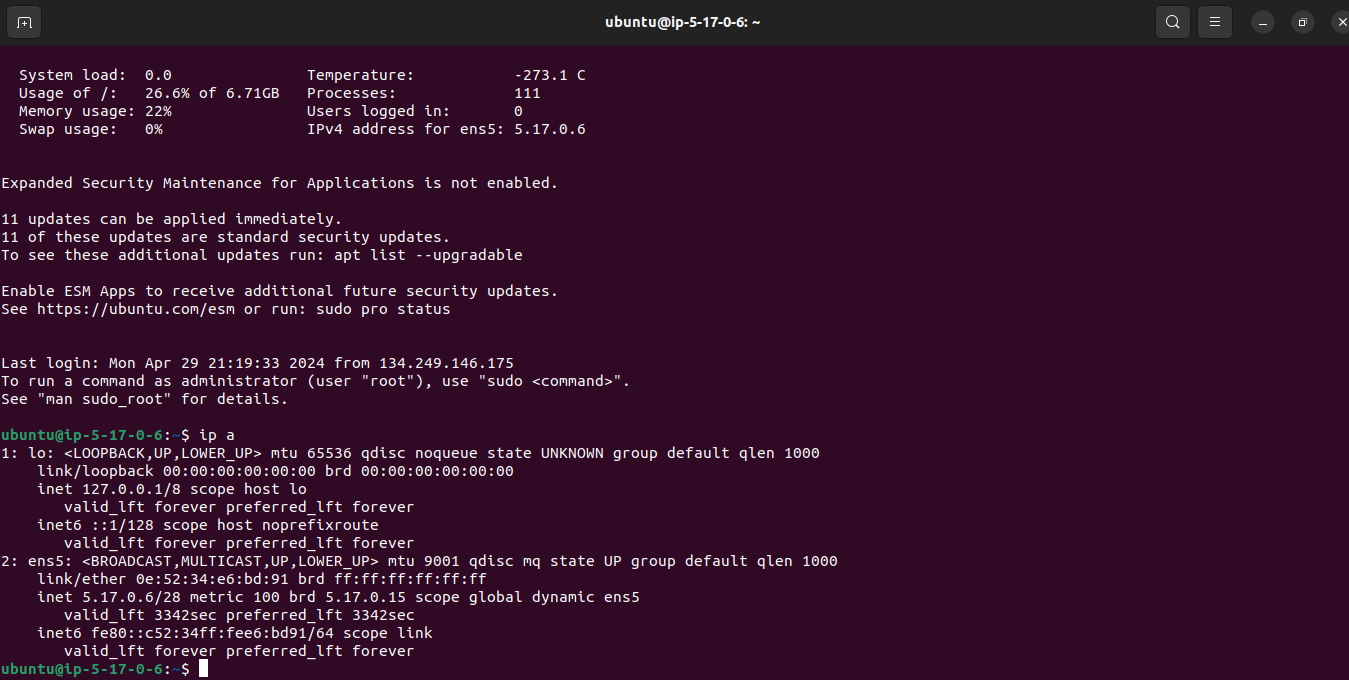 ubuntu@ip-5-17-0-6: ~
System load: 0.0 Temperature: -273.1 C
Usage of /: 26.6% of 6.71GB Processes: 111
Memory usage: 22% Users logged in: 0
Swap usage: 0% IPv4 address for ens5: 5.17.0.6
Expanded Security Maintenance for Applications is not enabled.
11 updates can be applied immediately.
11 of these updates are standard security updates.
To see these additional updates run: apt list --upgradable
Enable ESM Apps to receive additional future security updates.
See https://ubuntu.com/esm or run: sudo pro status
Last login: Mon Apr 29 21:19:33 2024 from 134.249.146.175
To run a command as administrator (user "root"), use "sudo <command>".
See "man sudo_root" for details.
ubuntu@ip-5-17-0-6:~$ ip a
1: lo: <LOOPBACK,UP,LOWER_UP> mtu 65536 qdisc noqueue state UNKNOWN group default qlen 1000
link/loopback 00:00:00:00:00:00 brd 00:00:00:00:00:00
inet 127.0.0.1/8 scope host lo
valid_lft forever preferred_lft forever
inet6 ::1/128 scope host noprefixroute
valid_lft forever preferred_lft forever
2: ens5: <BROADCAST,MULTICAST,UP,LOWER_UP> mtu 9001 qdisc mq state UP group default qlen 1000
link/ether 0e:52:34:e6:bd:91 brd ff:ff:ff:ff:ff:ff
inet 5.17.0.6/28 metric 100 brd 5.17.0.15 scope global dynamic ens5
valid_lft 3342sec preferred_lft 3342sec
inet6 fe80::c52:34ff:fee6:bd91/64 scope link
valid_lft forever preferred_lft forever
ubuntu@ip-5-17-0-6:~$